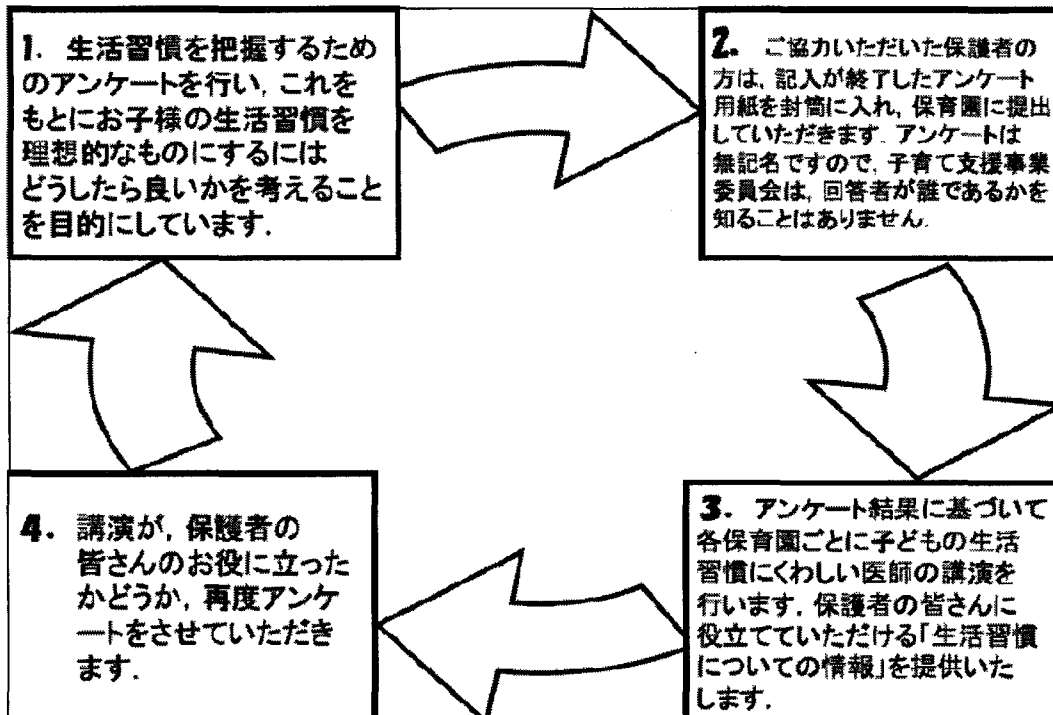 1. 生活習慣を把握するため
のアンケートを行い，これを
もとにお子様の生活習慣を
理想的なものにするには
どうしたら良いかを考えること
を目的にしています．
2. ご協力いただいた保護者の
方は，記入が終了したアンケート
用紙を封筒に入れ，保育園に提出
していただきます．アンケートは
無記名ですので，子育て支援事業
委員会は，回答者が誰であるかを
知ることはありません．
3. アンケート結果に基づいて
各保育園ごとに子どもの生活
習慣にくわしい医師の講演を
行います．保護者の皆さんに
役立てていただける「生活習慣
についての情報」を提供いた
します．
4. 講演が，保護者の
皆さんのお役に立った
かどうか，再度アンケ
ートをさせていただき
ます．